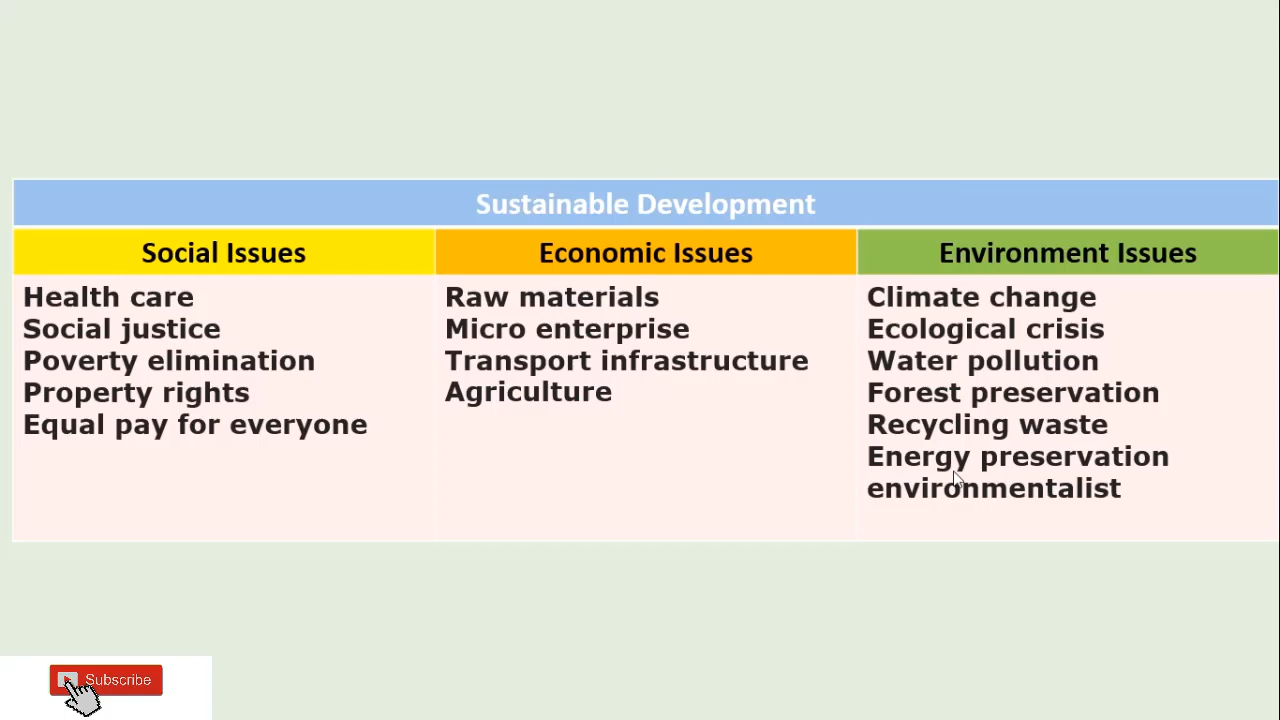 Sustainable Development
Social Issues
Economic Issues
Environment Issues
Health care
Social justice
Poverty elimination
Property rights
Equal pay for everyone
Raw materials
Micro enterprise
Transport infrastructure
Agriculture
Climate change
Ecological crisis
Water pollution
Forest preservation
Recycling waste
Energy preservation
environmentalist
Subscribe